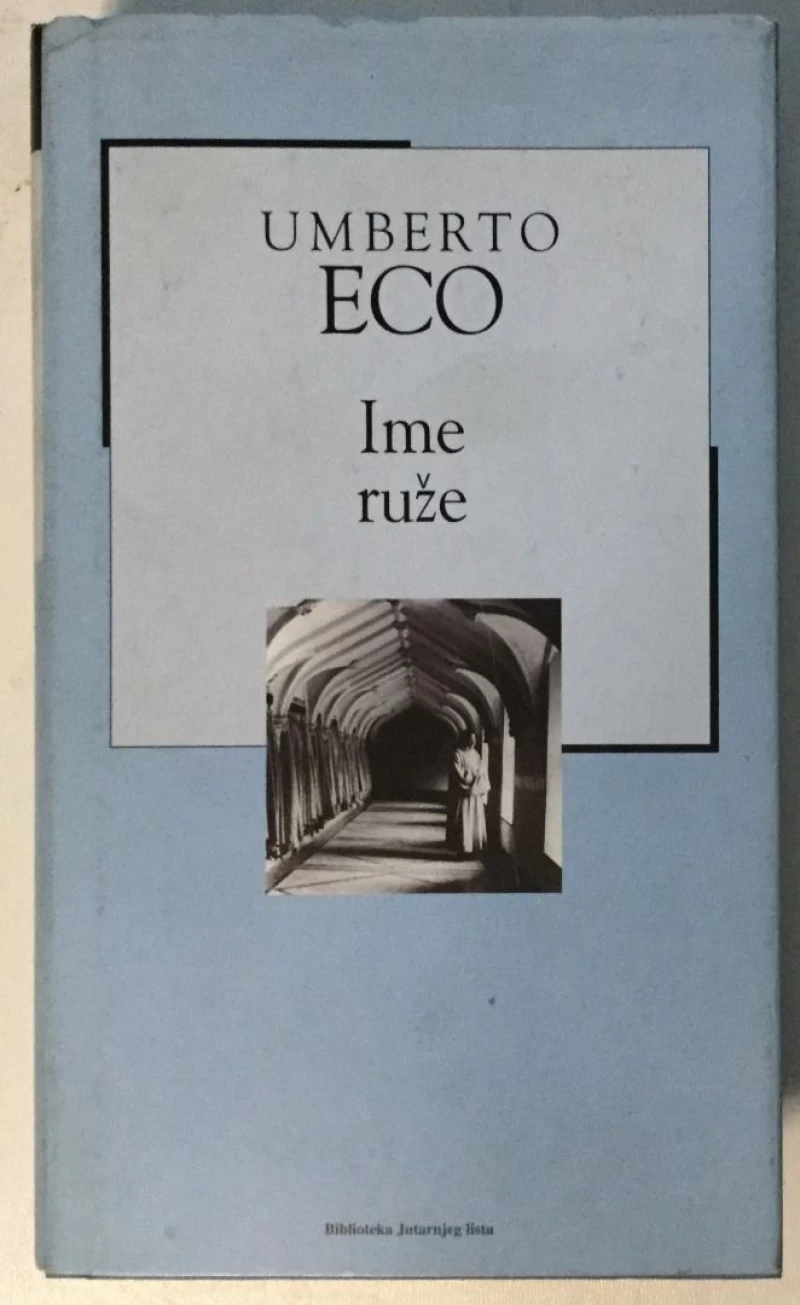 UMBERTO
ECO
Ime
ruže
Biblioteka Jutarnjeg lista